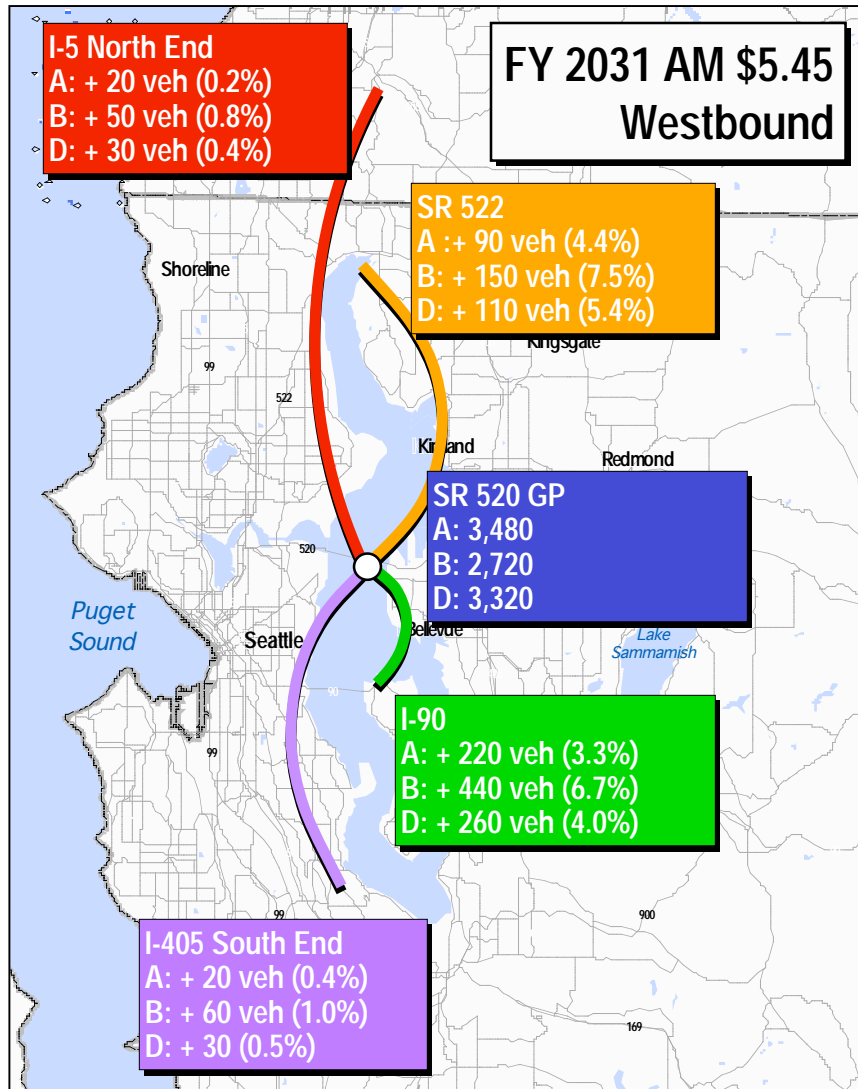 I-5 North End
A: + 20 veh (0.2%)
B: + 50 veh (0.8%)
D: + 30 veh (0.4%)
FY 2031 AM $5.45
Westbound
SR 522
A :+ 90 veh (4.4%)
B: + 150 veh (7.5%)
D: + 110 veh (5.4%)
Shoreline
Kingsgate
99
522
Kirkland
Redmond
SR 520 GP
A: 3,480
B: 2,720
D: 3,320
520
Puget
Sound
Seattle
Bellevue
Lake
Sammamish
90
I-90
A: + 220 veh (3.3%)
B: + 440 veh (6.7%)
D: + 260 veh (4.0%)
99
99
900
I-405 South End
A: + 20 veh (0.4%)
B: + 60 veh (1.0%)
D: + 30 (0.5%)
169